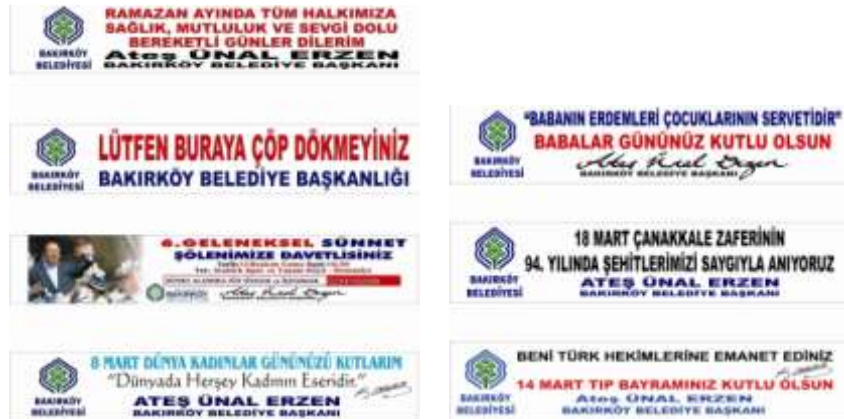 RAMAZAN AYINDA TÜM HALKIMIZA
SAĞLIK, MUTLULUK VE SEVGİ DOLU
BEREKETLİ GÜNLER DİLERİM
Ateş ÜNAL ERZEN
BAKIRKÖY BELEDİYE BAŞKANI
BAKIRKÖY
BELEDİYESİ
LÜTFEN BURAYA ÇÖP DÖKMEYİNİZ
BAKIRKÖY BELEDİYE BAŞKANLIĞI
BAKIRKÖY
BELEDİYESİ
6.GELENEKSEL SÜNNET
ŞÖLENİMİZE DAVETLİSİNİZ
BAKIRKÖY
8 MART DÜNYA KADINLAR GÜNÜNÜZÜ KUTLARIM
"Dünyada Herşey Kadının Eseridir."
ATEŞ ÜNAL ERZEN
BAKIRKÖY BELEDİYE BAŞKANI
BAKIRKÖY
BELEDİYESİ
"BABANIN ERDEMLERİ ÇOCUKLARININ SERVETİDİR"
BABALAR GÜNÜNÜZ KUTLU OLSUN
Ateş Ünal Erzen
BAKIRKÖY BELEDİYE BAŞKANI
BAKIRKÖY
BELEDİYESİ
18 MART ÇANAKKALE ZAFERİNİN
94. YILINDA ŞEHİTLERİMİZİ SAYGIYLA ANIYORUZ
ATEŞ ÜNAL ERZEN
BAKIRKÖY BELEDİYE BAŞKANI
BAKIRKÖY
BELEDİYESİ
BENİ TÜRK HEKİMLERİNE EMANET EDİNİZ
14 MART TIP BAYRAMINIZ KUTLU OLSUN
Ateş ÜNAL ERZEN
BAKIRKÖY BELEDİYE BAŞKANI
BAKIRKÖY
BELEDİYESİ